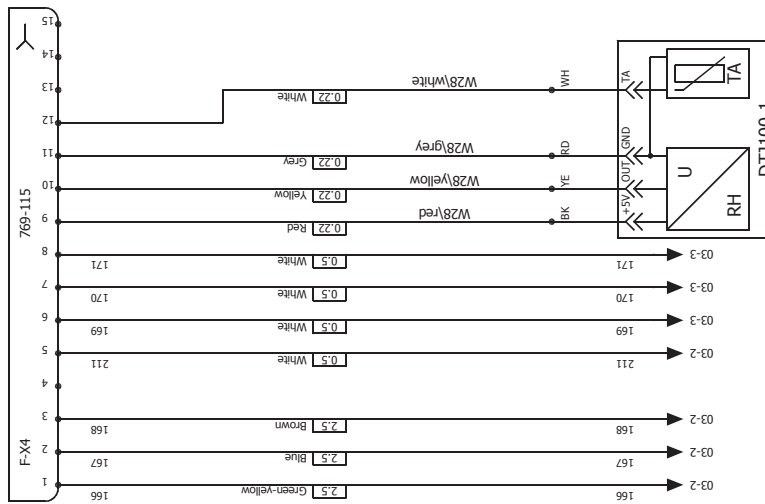 15
14
13 White 0.22 W28\white WH TA TA
12
11 Grey 0.22 W28\grey RD GND
10 Yellow 0.22 W28\yellow YE OUT U
9 Red 0.22 W28\red BK +5V RH
DTJ100-1
769-115
8 171 White 0.5 171 03-3
7 170 White 0.5 170 03-3
6 169 White 0.5 169 03-3
5 211 White 0.5 211 03-2
4
3 168 Brown 2.5 168 03-2
2 167 Blue 2.5 167 03-2
1 166 Green-yellow 2.5 166 03-2
F-X4